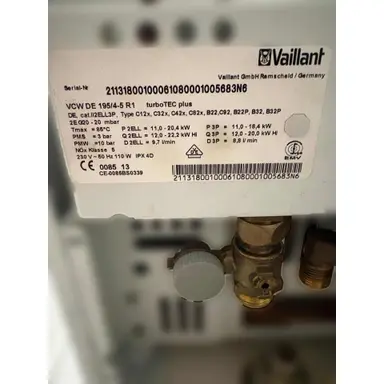 Vaillant
Vaillant GmbH Remscheid / Germany
Serial-Nr 21131800100061080001005683N6
VCW DE 195/4-5 R1 turboTEC plus
DE, cat.II2ELL3P, Type C12x, C32x, C42x, C82x, B22,C92, B22P, B32, B32P
2E.020 - 20 mbar
Tmax = 85°C P 2ELL = 11,0 - 20,4 kW P 3P = 11,0 - 18,4 kW
PMS = 3 bar Q 2ELL = 12,0 - 22,2 kW Hi Q 3P = 12,0 - 20,0 kW Hi
PMW = 10 bar D 2ELL = 9,7 l/min D 3P = 8,8 l/min
NOx Klasse 5
230 V~ 50 Hz 110 W IPX 4D
CE 0085 13
CE-0085BS0339
21131800100061080001005683N6